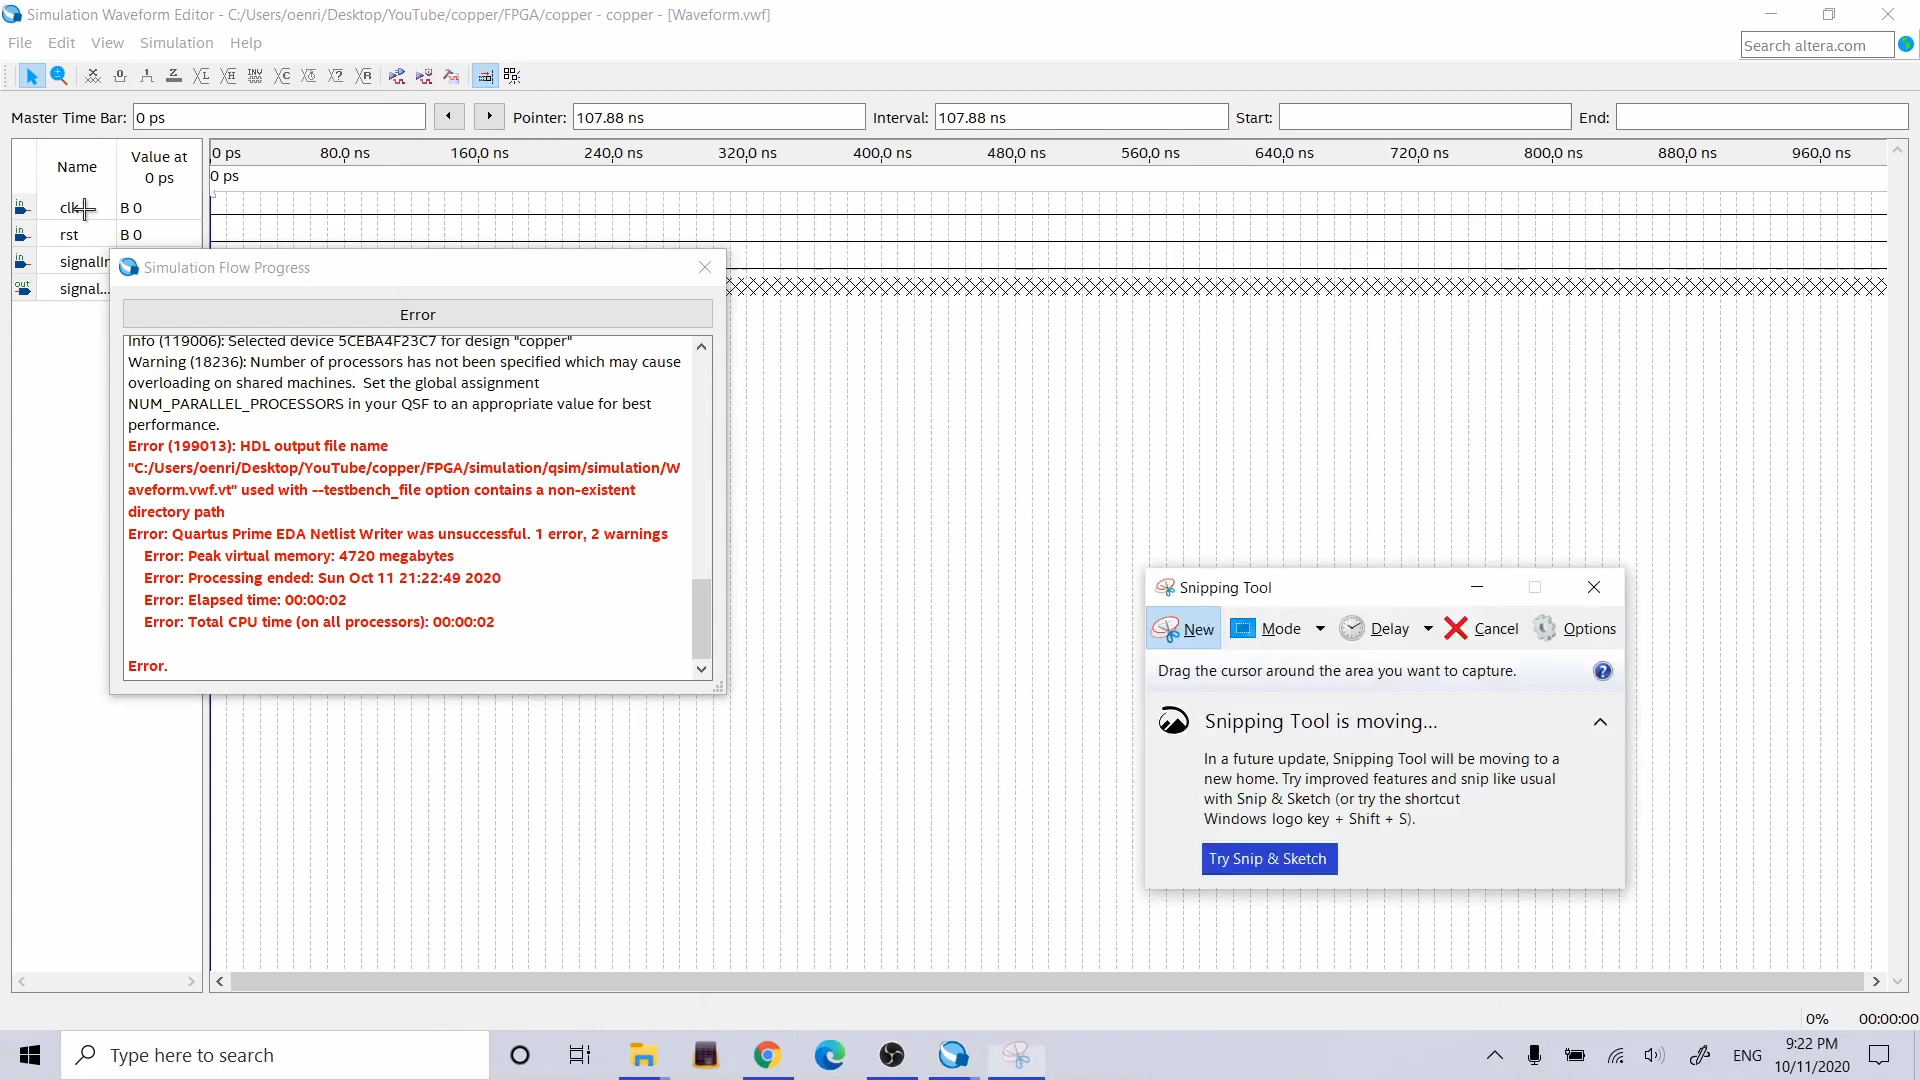 Simulation Waveform Editor - C:/Users/oenri/Desktop/YouTube/copper/FPGA/copper - copper - [Waveform.vwf]
File Edit View Simulation Help
Search altera.com
Master Time Bar: 0 ps Pointer: 107.88 ns Interval: 107.88 ns Start: End:
Name
Value at
0 ps
0 ps 80.0 ns 160.0 ns 240.0 ns 320.0 ns 400.0 ns 480.0 ns 560.0 ns 640.0 ns 720.0 ns 800.0 ns 880.0 ns 960.0 ns
0 ps
in clk B 0
in rst B 0
in signalIn
out signal...
Simulation Flow Progress
Error
Info (119006): Selected device 5CEBA4F23C7 for design "copper"
Warning (18236): Number of processors has not been specified which may cause
overloading on shared machines.  Set the global assignment
NUM_PARALLEL_PROCESSORS in your QSF to an appropriate value for best
performance.
Error (199013): HDL output file name
"C:/Users/oenri/Desktop/YouTube/copper/FPGA/simulation/qsim/simulation/W
aveform.vwf.vt" used with --testbench_file option contains a non-existent
directory path
Error: Quartus Prime EDA Netlist Writer was unsuccessful. 1 error, 2 warnings
Error: Peak virtual memory: 4720 megabytes
Error: Processing ended: Sun Oct 11 21:22:49 2020
Error: Elapsed time: 00:00:02
Error: Total CPU time (on all processors): 00:00:02
Error.
Snipping Tool
New Mode Delay Cancel Options
Drag the cursor around the area you want to capture.
Snipping Tool is moving...
In a future update, Snipping Tool will be moving to a
new home. Try improved features and snip like usual
with Snip & Sketch (or try the shortcut
Windows logo key + Shift + S).
Try Snip & Sketch
0% 00:00:00
Type here to search
ENG
9:22 PM
10/11/2020